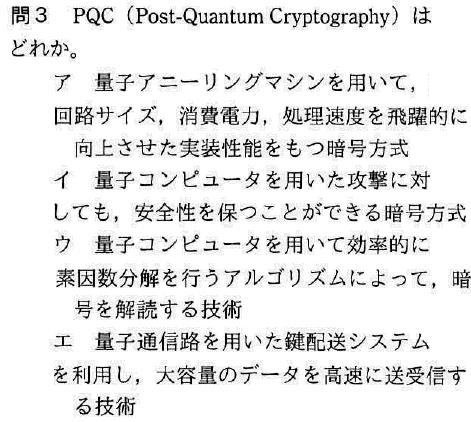 問3　PQC（Post-Quantum Cryptography）は
どれか。
ア　量子アニーリングマシンを用いて，
回路サイズ，消費電力，処理速度を飛躍的に
向上させた実装性能をもつ暗号方式
イ　量子コンピュータを用いた攻撃に対
しても，安全性を保つことができる暗号方式
ウ　量子コンピュータを用いて効率的に
素因数分解を行うアルゴリズムによって，暗
号を解読する技術
エ　量子通信路を用いた鍵配送システム
を利用し，大容量のデータを高速に送受信す
る技術